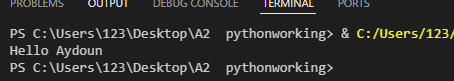 PROBLEMS OUTPUT DEBUG CONSOLE TERMINAL PORTS
PS C:\Users\123\Desktop\A2  pythonworking> & C:/Users/123/
Hello Aydoun
PS C:\Users\123\Desktop\A2  pythonworking>